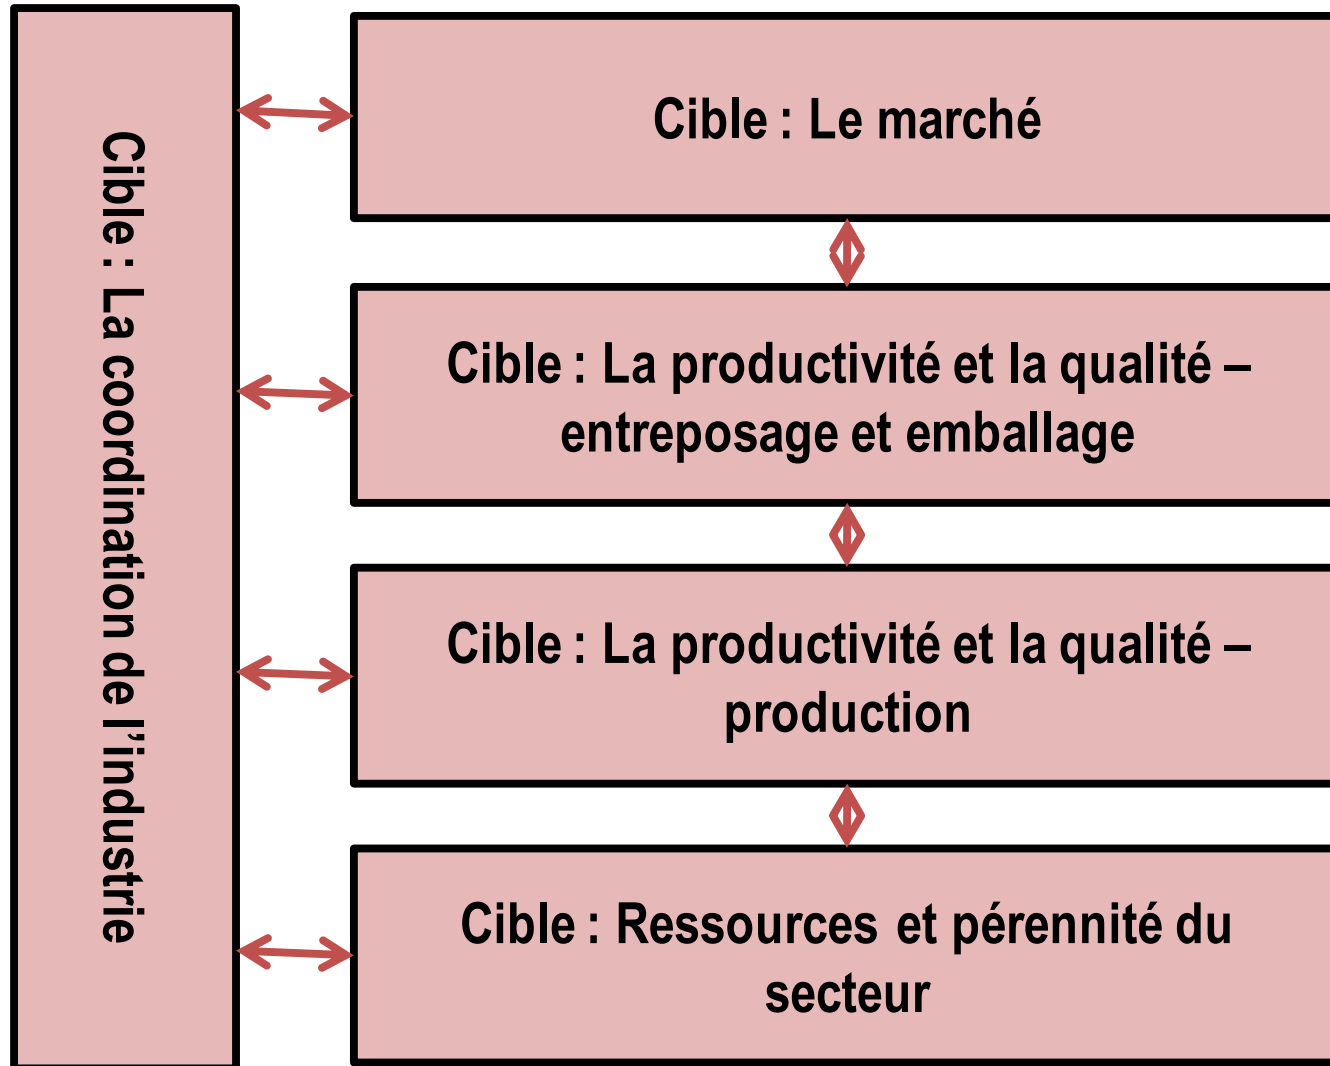 Cible : La coordination de l’industrie
Cible : Le marché
Cible : La productivité et la qualité –
entreposage et emballage
Cible : La productivité et la qualité –
production
Cible : Ressources et pérennité du
secteur